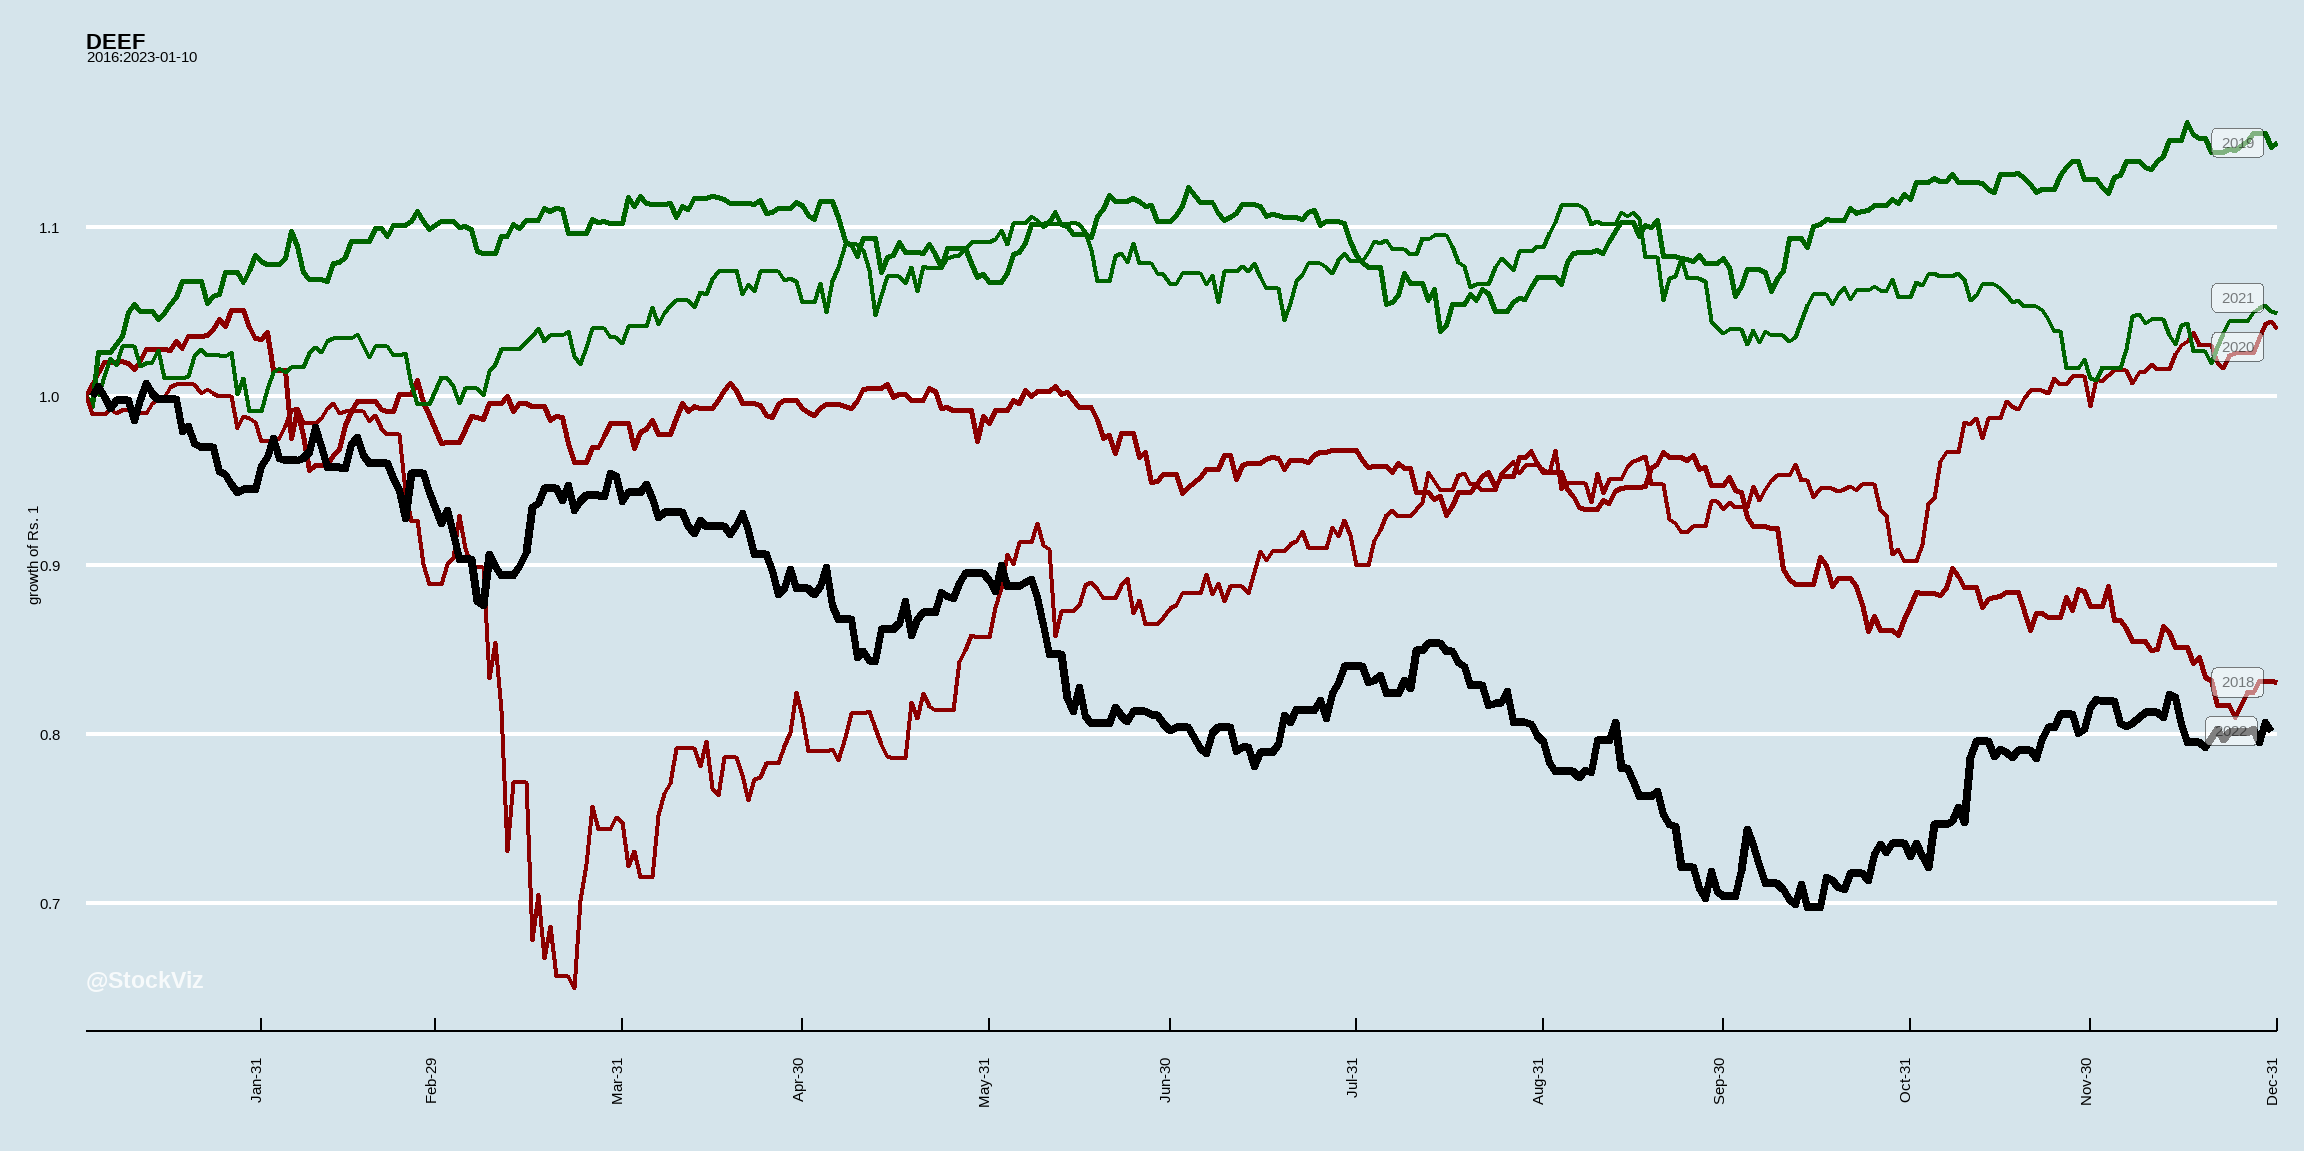 DEEF
2016:2023-01-10
growth of Rs. 1
1.1
1.0
0.9
0.8
0.7
2019
2021
2020
2018
2022
@StockViz
Jan-31
Feb-29
Mar-31
Apr-30
May-31
Jun-30
Jul-31
Aug-31
Sep-30
Oct-31
Nov-30
Dec-31